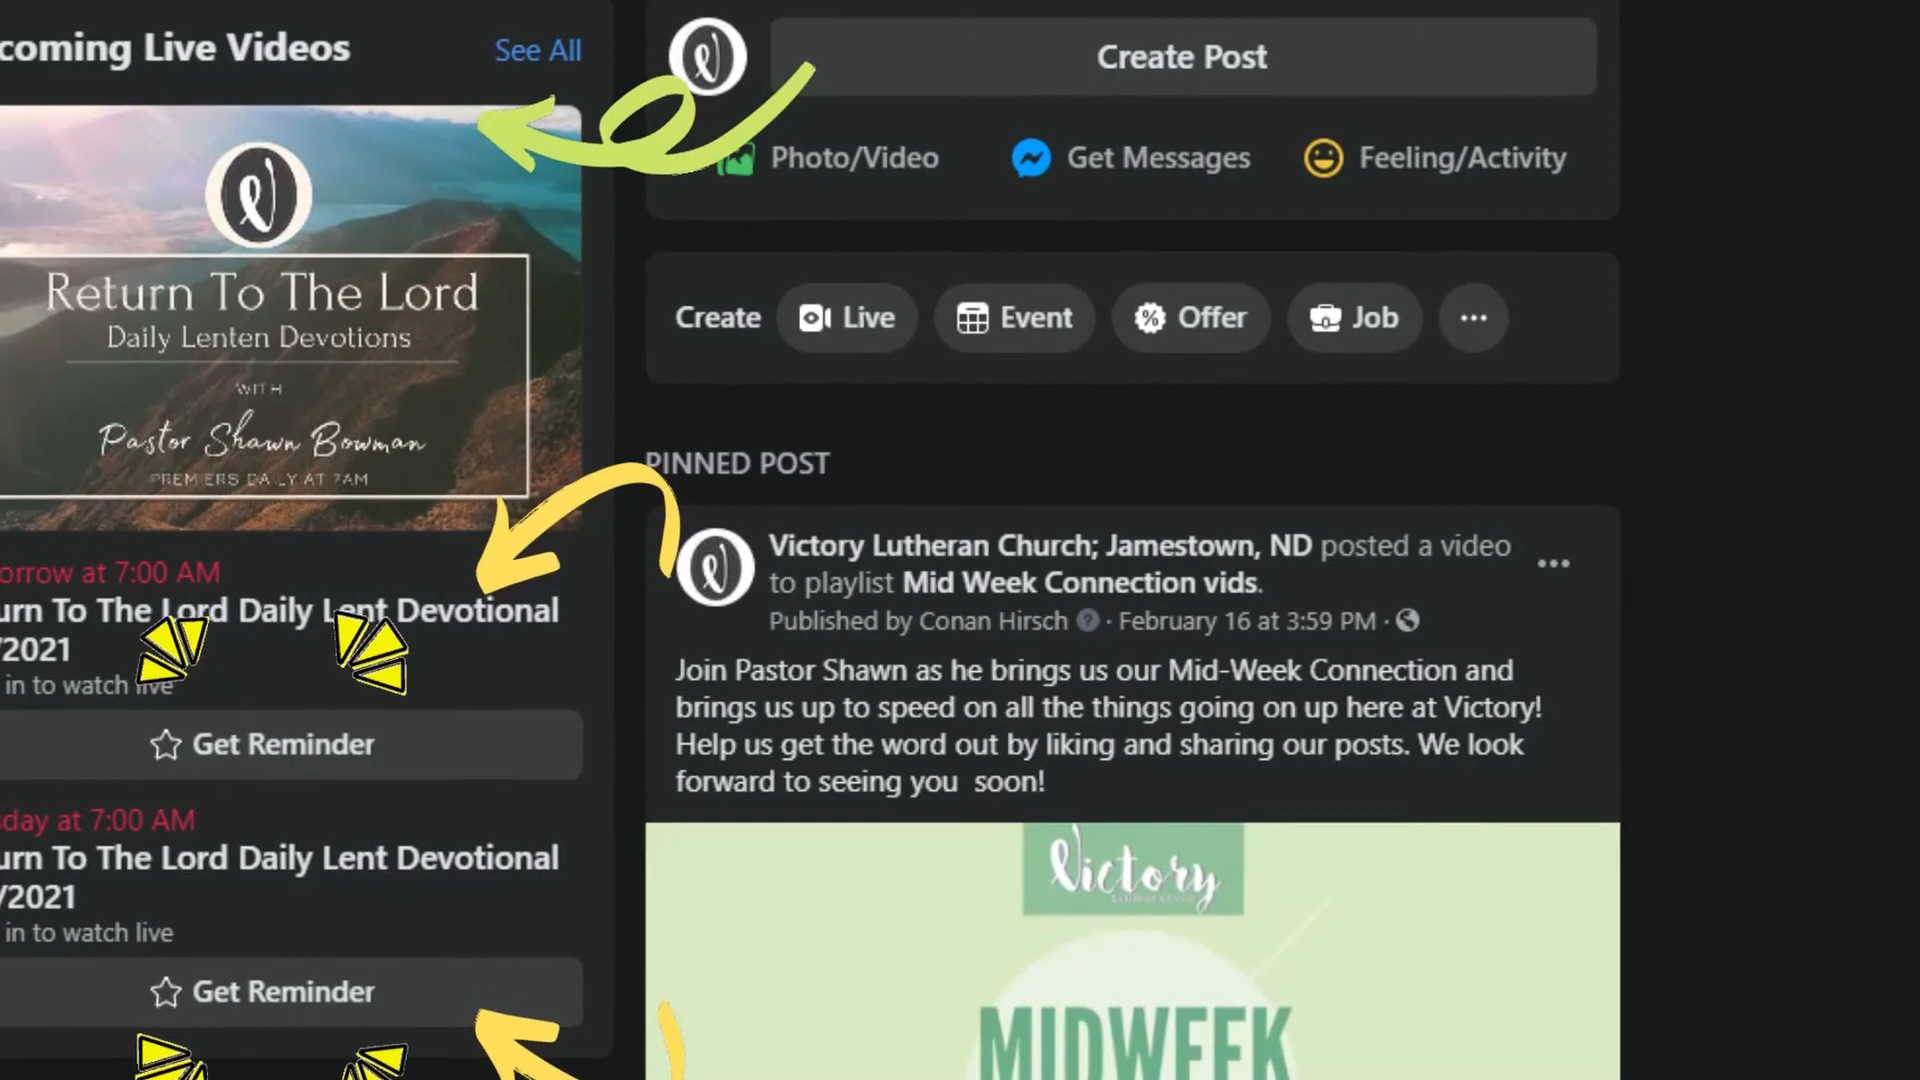 coming Live Videos
See All
Return To The Lord
Daily Lenten Devotions
WITH
Pastor Shawn Bowman
PREMIERS DAILY AT 7AM
orrow at 7:00 AM
urn To The Lord Daily Lent Devotional
/2021
in to watch live
Get Reminder
sday at 7:00 AM
urn To The Lord Daily Lent Devotional
/2021
in to watch live
Get Reminder
Create Post
Photo/Video
Get Messages
Feeling/Activity
Create
Live
Event
Offer
Job
PINNED POST
Victory Lutheran Church; Jamestown, ND posted a video
to playlist Mid Week Connection vids.
Published by Conan Hirsch · February 16 at 3:59 PM ·
Join Pastor Shawn as he brings us our Mid-Week Connection and
brings us up to speed on all the things going on up here at Victory!
Help us get the word out by liking and sharing our posts. We look
forward to seeing you  soon!
Victory
MIDWEEK